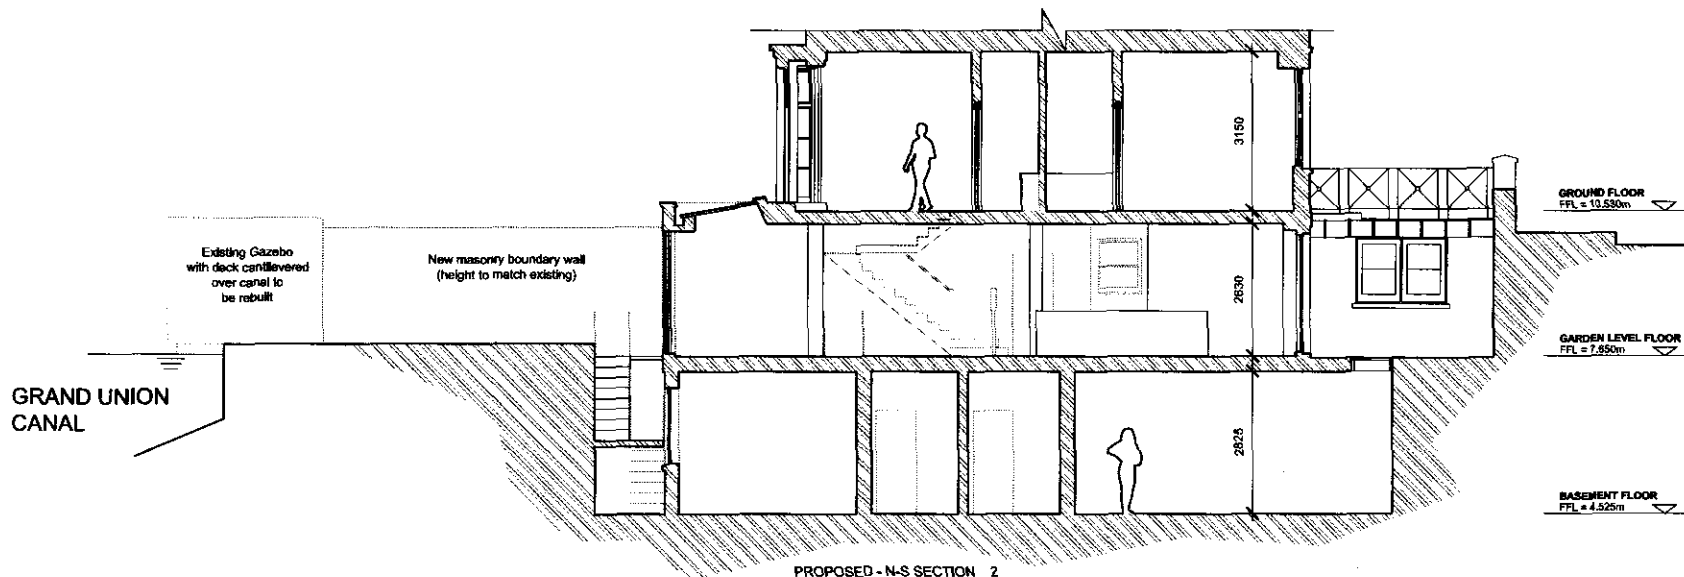 3150
GROUND FLOOR
FFL = 10.530m
Existing Gazebo
with deck cantilevered
over canal to
be rebuilt
New masonry boundary wall
(height to match existing)
2630
GARDEN LEVEL FLOOR
FFL = 7.650m
GRAND UNION
CANAL
2825
BASEMENT FLOOR
FFL = 4.525m
PROPOSED - N-S SECTION 2